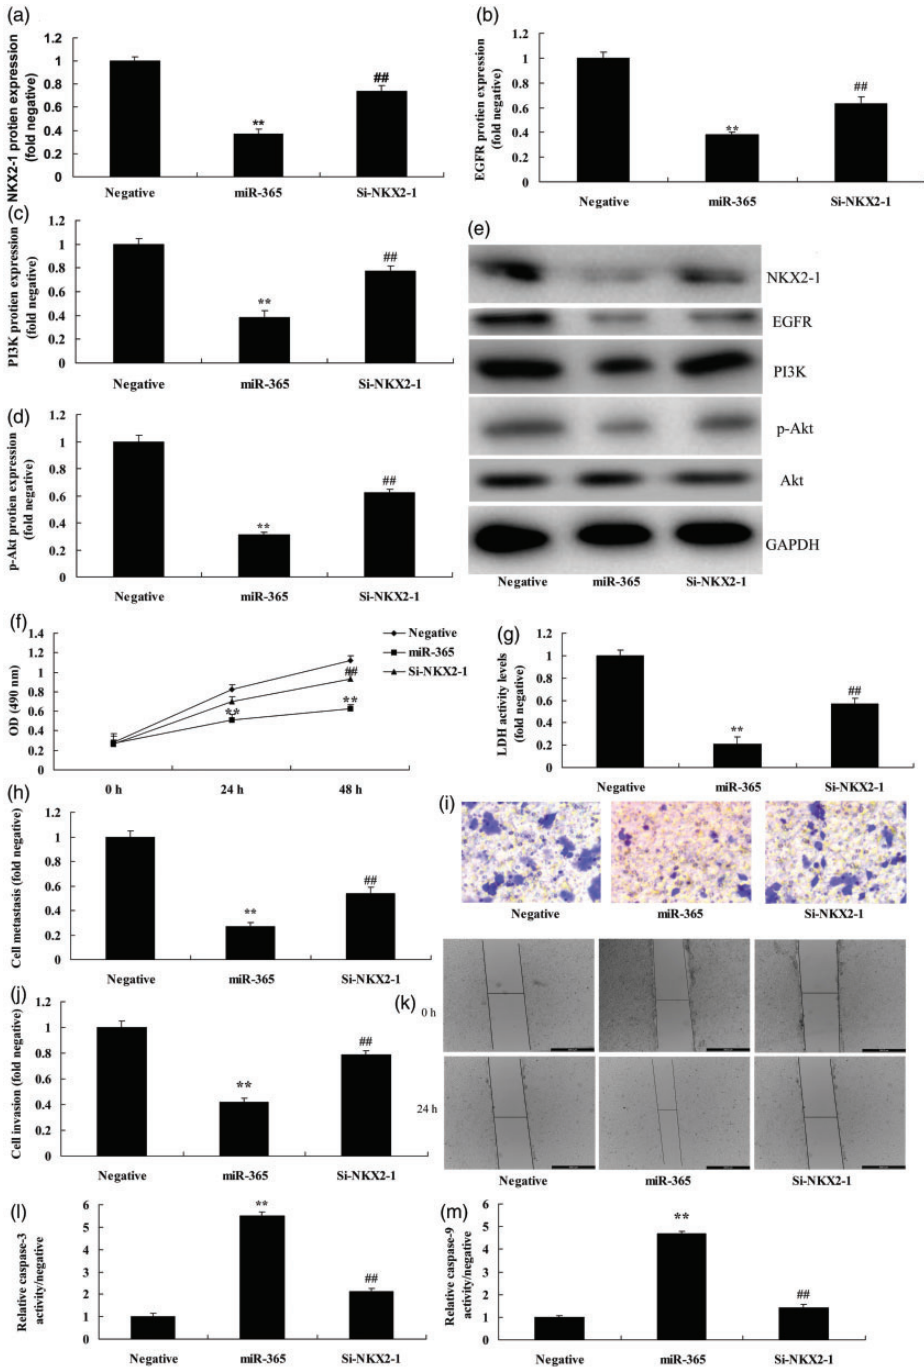 (a)
NKX2-1 protien expression
(fold negative)
1.2
1
0.8
0.6
0.4
0.2
0
**
##
Negative
miR-365
Si-NKX2-1
(b)
EGFR protien expression
(fold negative)
1.2
1
0.8
0.6
0.4
0.2
0
**
##
Negative
miR-365
Si-NKX2-1
(c)
PI3K protien expression
(fold negative)
1.2
1
0.8
0.6
0.4
0.2
0
**
##
Negative
miR-365
Si-NKX2-1
(d)
p-Akt protien expression
(fold negative)
1.2
1
0.8
0.6
0.4
0.2
0
**
##
Negative
miR-365
Si-NKX2-1
(e)
NKX2-1
EGFR
PI3K
p-Akt
Akt
GAPDH
Negative
miR-365
Si-NKX2-1
(f)
OD (490 nm)
1.4
1.2
1
0.8
0.6
0.4
0.2
0
**
##
**
0 h
24 h
48 h
Negative
miR-365
Si-NKX2-1
(g)
LDH activity levels
(fold negative)
1.2
1
0.8
0.6
0.4
0.2
0
**
##
Negative
miR-365
Si-NKX2-1
(h)
Cell metastasis (fold negative)
1.2
1
0.8
0.6
0.4
0.2
0
**
##
Negative
miR-365
Si-NKX2-1
(i)
Negative
miR-365
Si-NKX2-1
(j)
Cell invasion (fold negative)
1.2
1
0.8
0.6
0.4
0.2
0
**
##
Negative
miR-365
Si-NKX2-1
(k)
0 h
24 h
Negative
miR-365
Si-NKX2-1
(l)
Relative caspase-3
activity/negative
6
5
4
3
2
1
0
**
##
Negative
miR-365
Si-NKX2-1
(m)
Relative caspase-9
activity/negative
6
5
4
3
2
1
0
**
##
Negative
miR-365
Si-NKX2-1